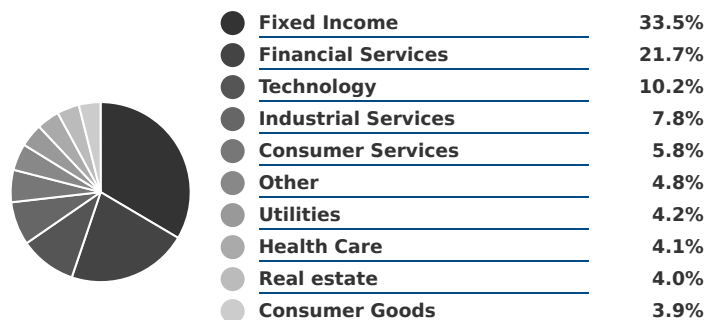 Fixed Income 33.5%
Financial Services 21.7%
Technology 10.2%
Industrial Services 7.8%
Consumer Services 5.8%
Other 4.8%
Utilities 4.2%
Health Care 4.1%
Real estate 4.0%
Consumer Goods 3.9%